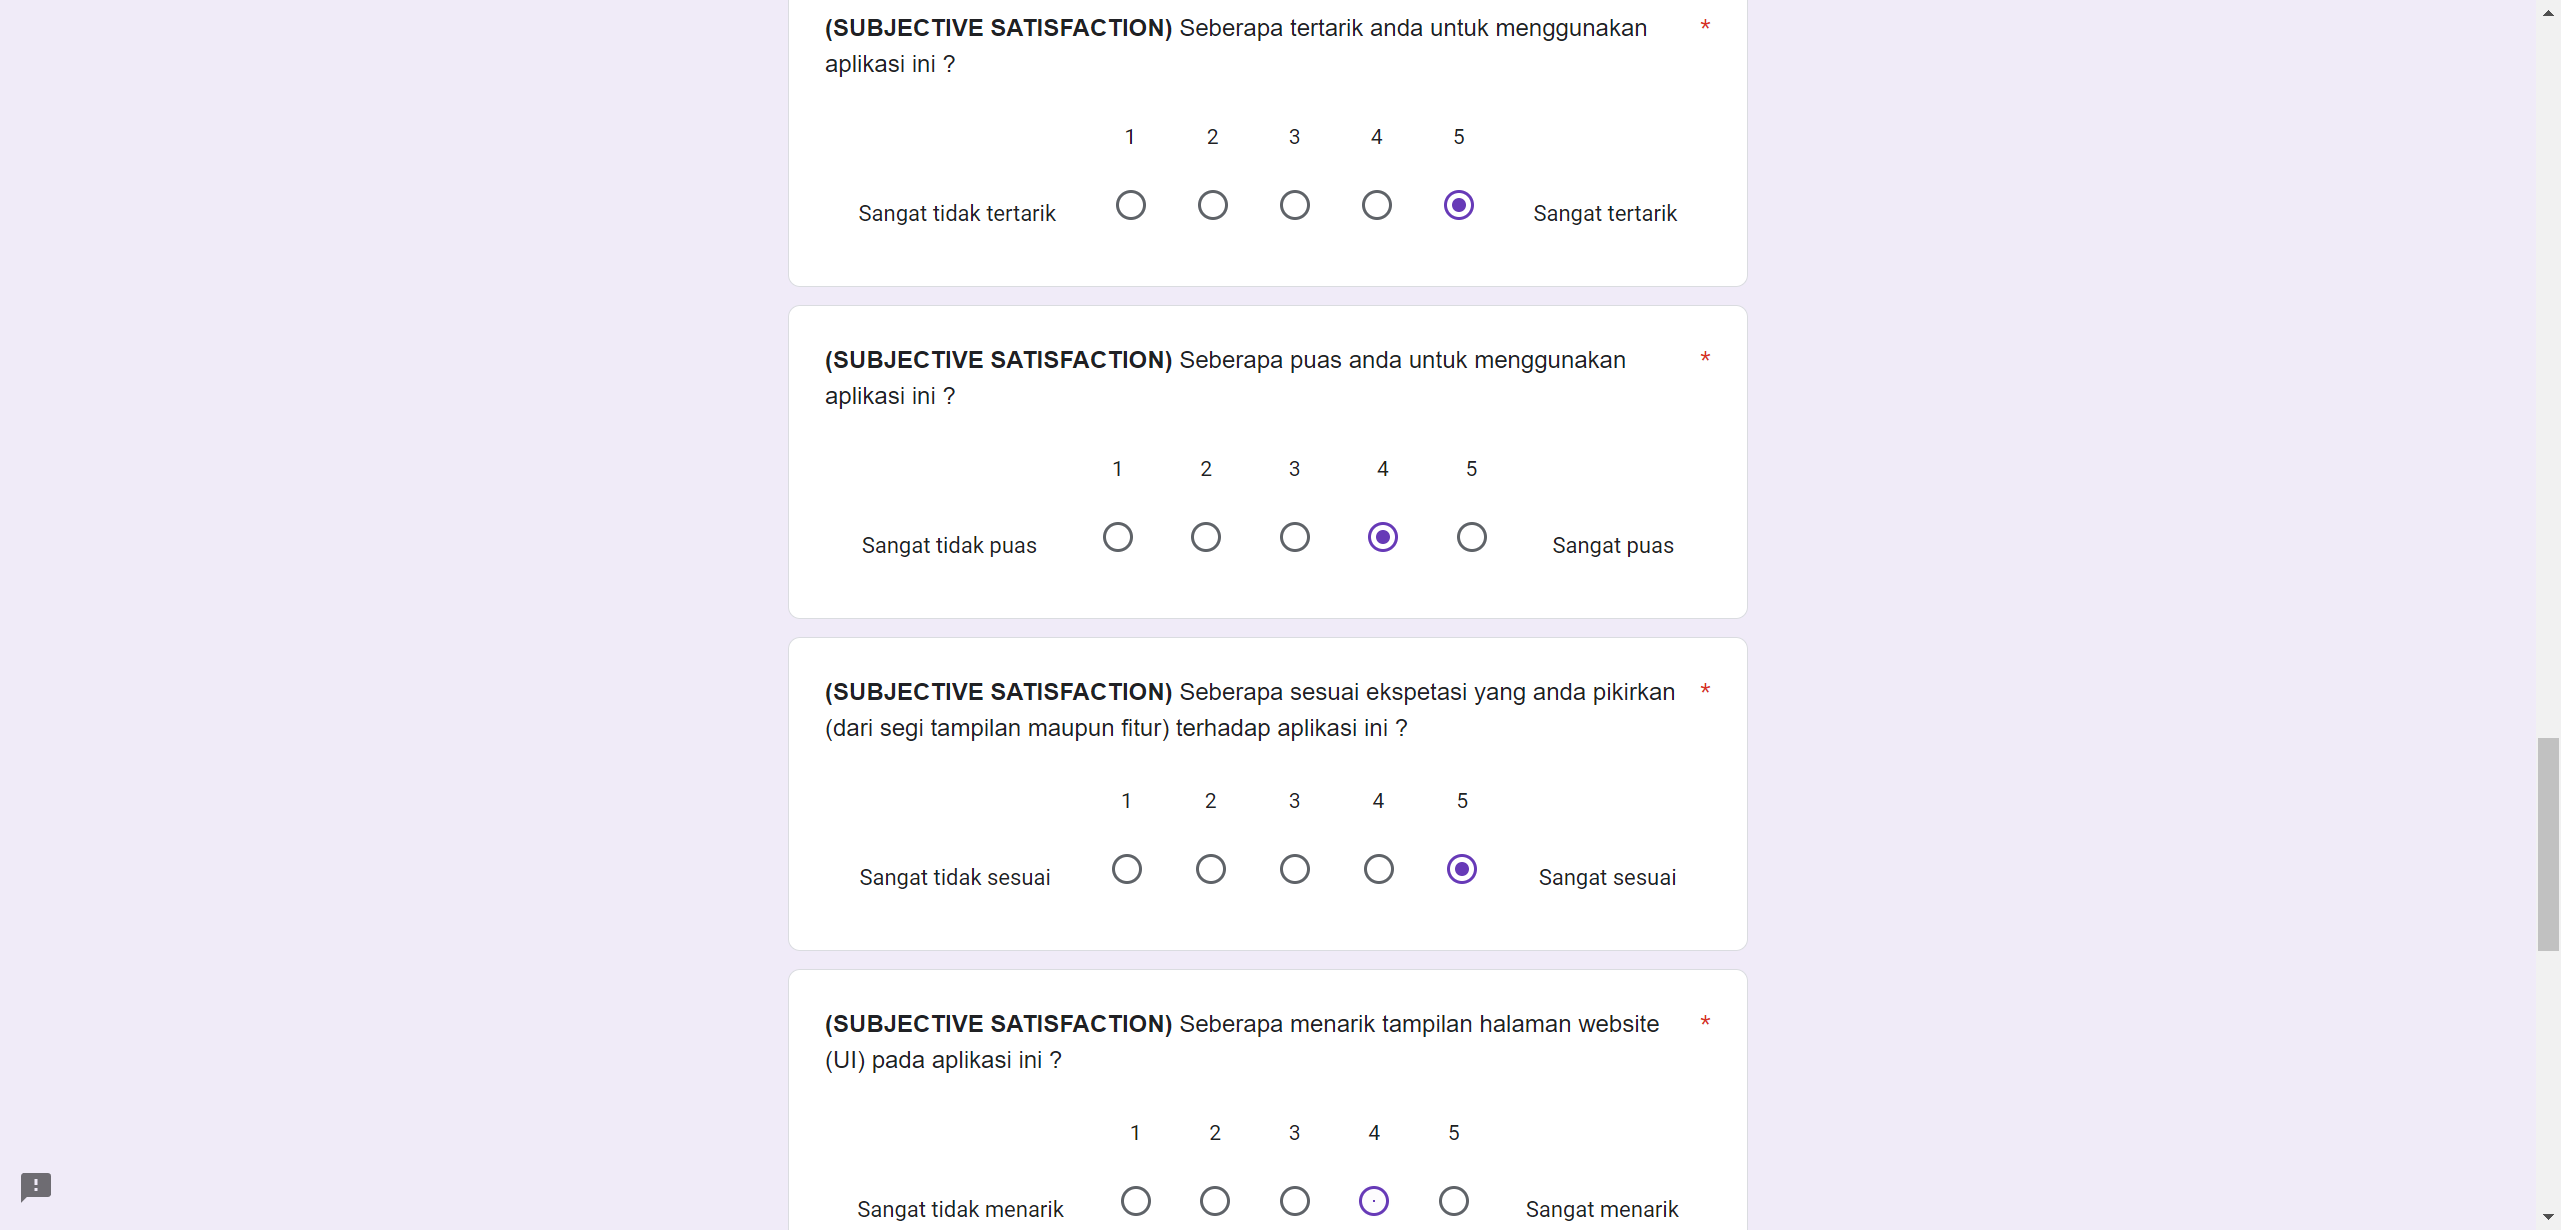 (SUBJECTIVE SATISFACTION) Seberapa tertarik anda untuk menggunakan *
aplikasi ini ?
1 2 3 4 5
Sangat tidak tertarik Sangat tertarik
(SUBJECTIVE SATISFACTION) Seberapa puas anda untuk menggunakan *
aplikasi ini ?
1 2 3 4 5
Sangat tidak puas Sangat puas
(SUBJECTIVE SATISFACTION) Seberapa sesuai ekspetasi yang anda pikirkan *
(dari segi tampilan maupun fitur) terhadap aplikasi ini ?
1 2 3 4 5
Sangat tidak sesuai Sangat sesuai
(SUBJECTIVE SATISFACTION) Seberapa menarik tampilan halaman website *
(UI) pada aplikasi ini ?
1 2 3 4 5
Sangat tidak menarik Sangat menarik